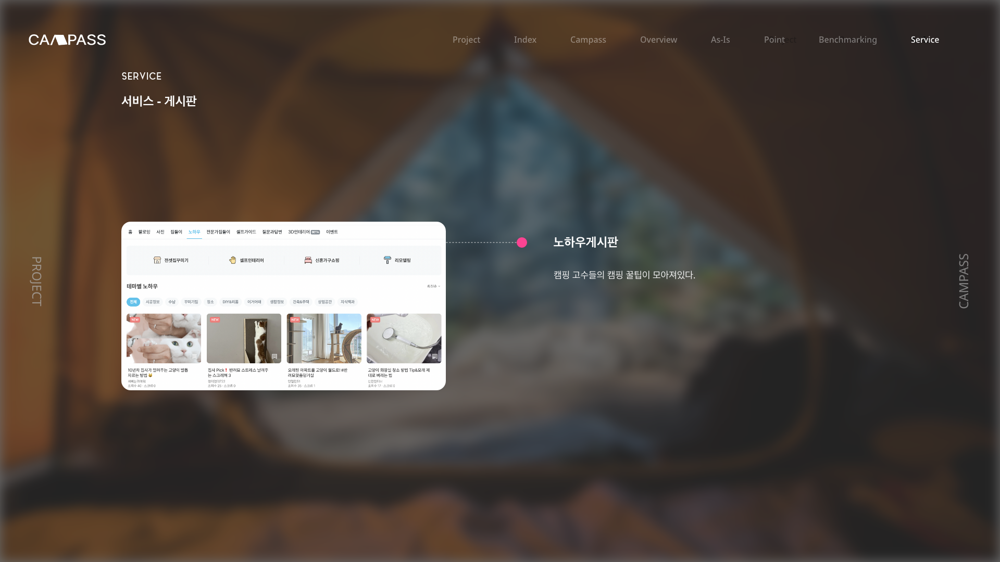 CAMPASS
Project Index Campass Overview As-Is Point Benchmarking Service
SERVICE
서비스 - 게시판
PROJECT
홈 팔로잉 사진 집들이 노하우 전문가집들이 셀프가이드 질문과답변 3D인테리어 BETA 이벤트
전셋집꾸미기 셀프인테리어 신혼가구쇼핑 리모델링
테마별 노하우
최신순
전체 시공정보 수납 꾸미기팁 청소 DIY&리폼 이거어때 생활정보 건축&주택 상업공간 지식백과
NEW NEW NEW NEW
10년차 집사가 알려주는 고양이 발톱
자르는 방법 😺
조회수 40 · 스크랩 0
집사 Pick❗ 반려묘 스트레스 날려주
는 스크래쳐 3
조회수 25 · 스크랩 0
오래된 아파트를 고양이 월드로! #반
려묘맞춤형거실
조회수 35 · 스크랩 1
고양이 화장실 청소 방법 Tip&모래 제
대로 버리는 법
조회수 17 · 스크랩 0
노하우게시판
캠핑 고수들의 캠핑 꿀팁이 모아져있다.
CAMPASS